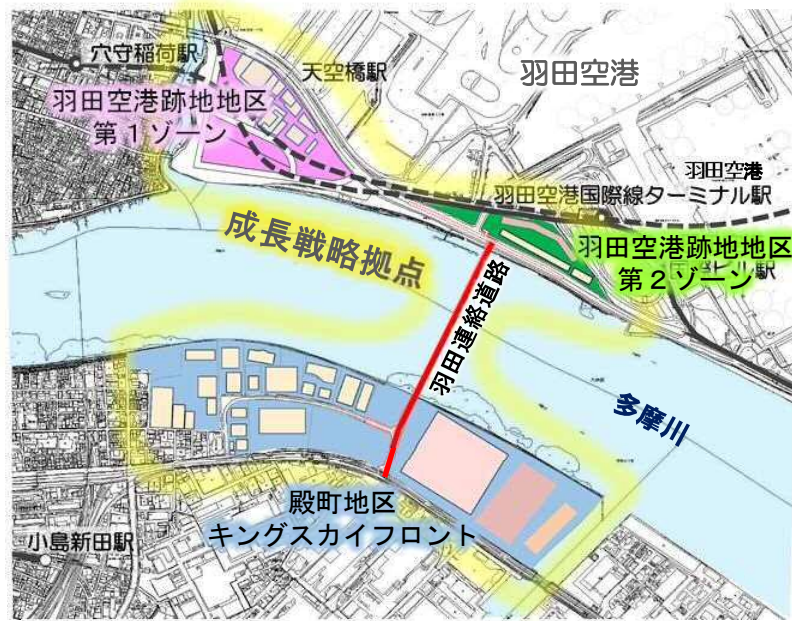 穴守稲荷駅
天空橋駅
羽田空港
羽田空港跡地地区
第１ゾーン
羽田空港
羽田空港国際線ターミナル駅
成長戦略拠点
羽田空港跡地地区
第２ゾーン
羽田連絡道路
多摩川
殿町地区
キングスカイフロント
小島新田駅